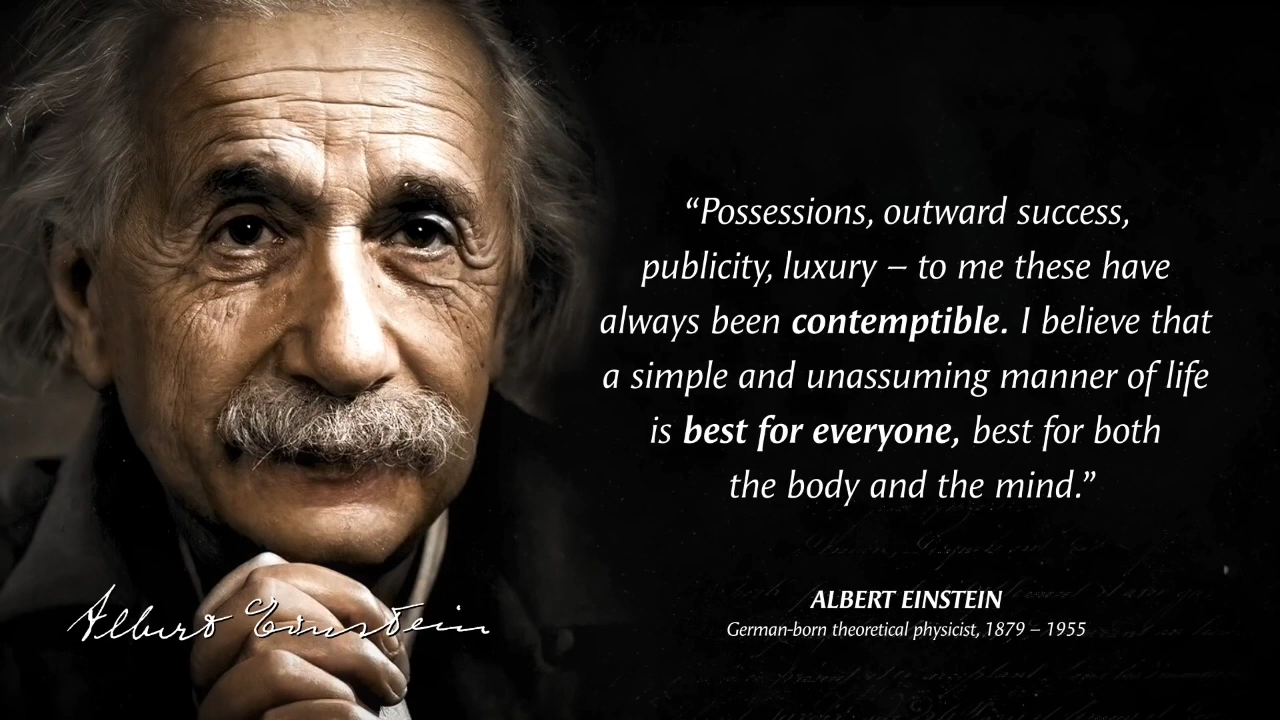 “Possessions, outward success,
publicity, luxury – to me these have
always been contemptible. I believe that
a simple and unassuming manner of life
is best for everyone, best for both
the body and the mind.”
Albert Einstein
ALBERT EINSTEIN
German-born theoretical physicist, 1879 – 1955